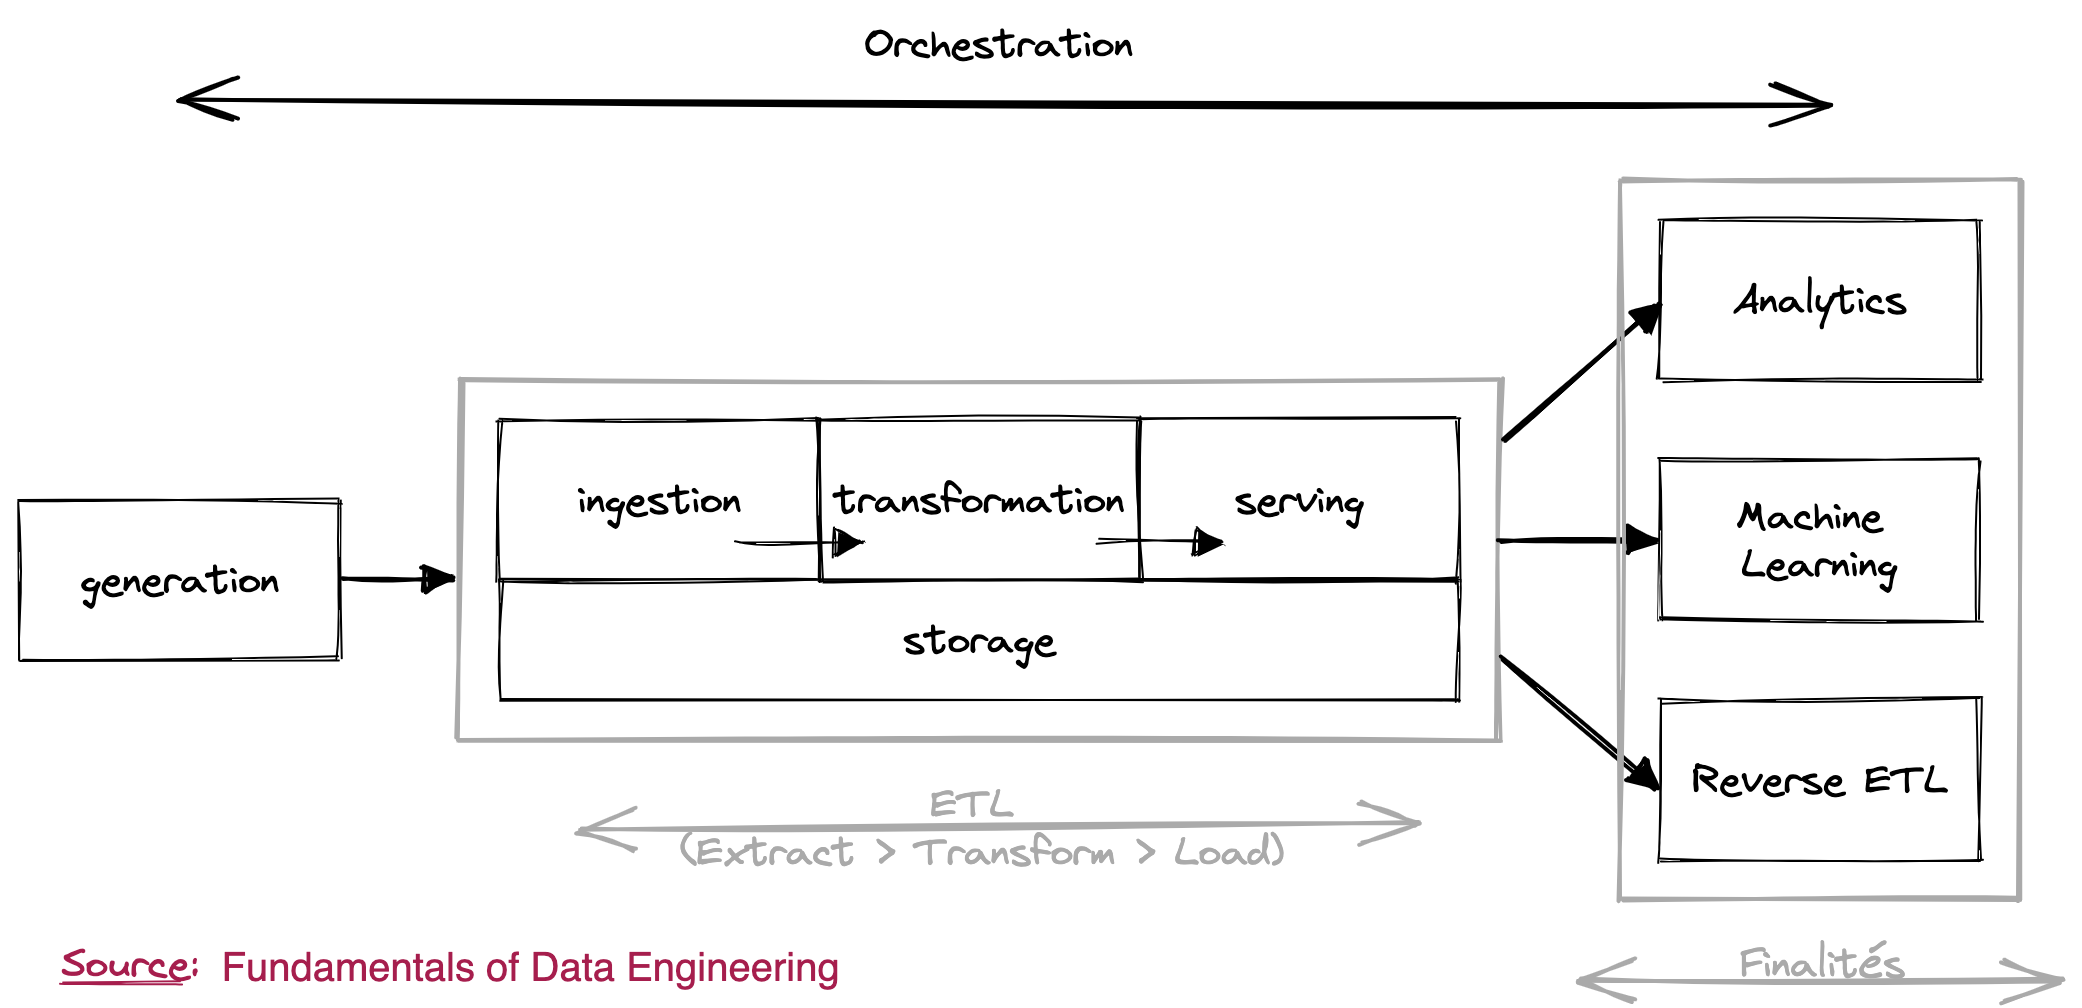 Orchestration
generation
ingestion
transformation
serving
storage
ETL
(Extract > Transform > Load)
Analytics
Machine
Learning
Reverse ETL
Finalités
Source: Fundamentals of Data Engineering